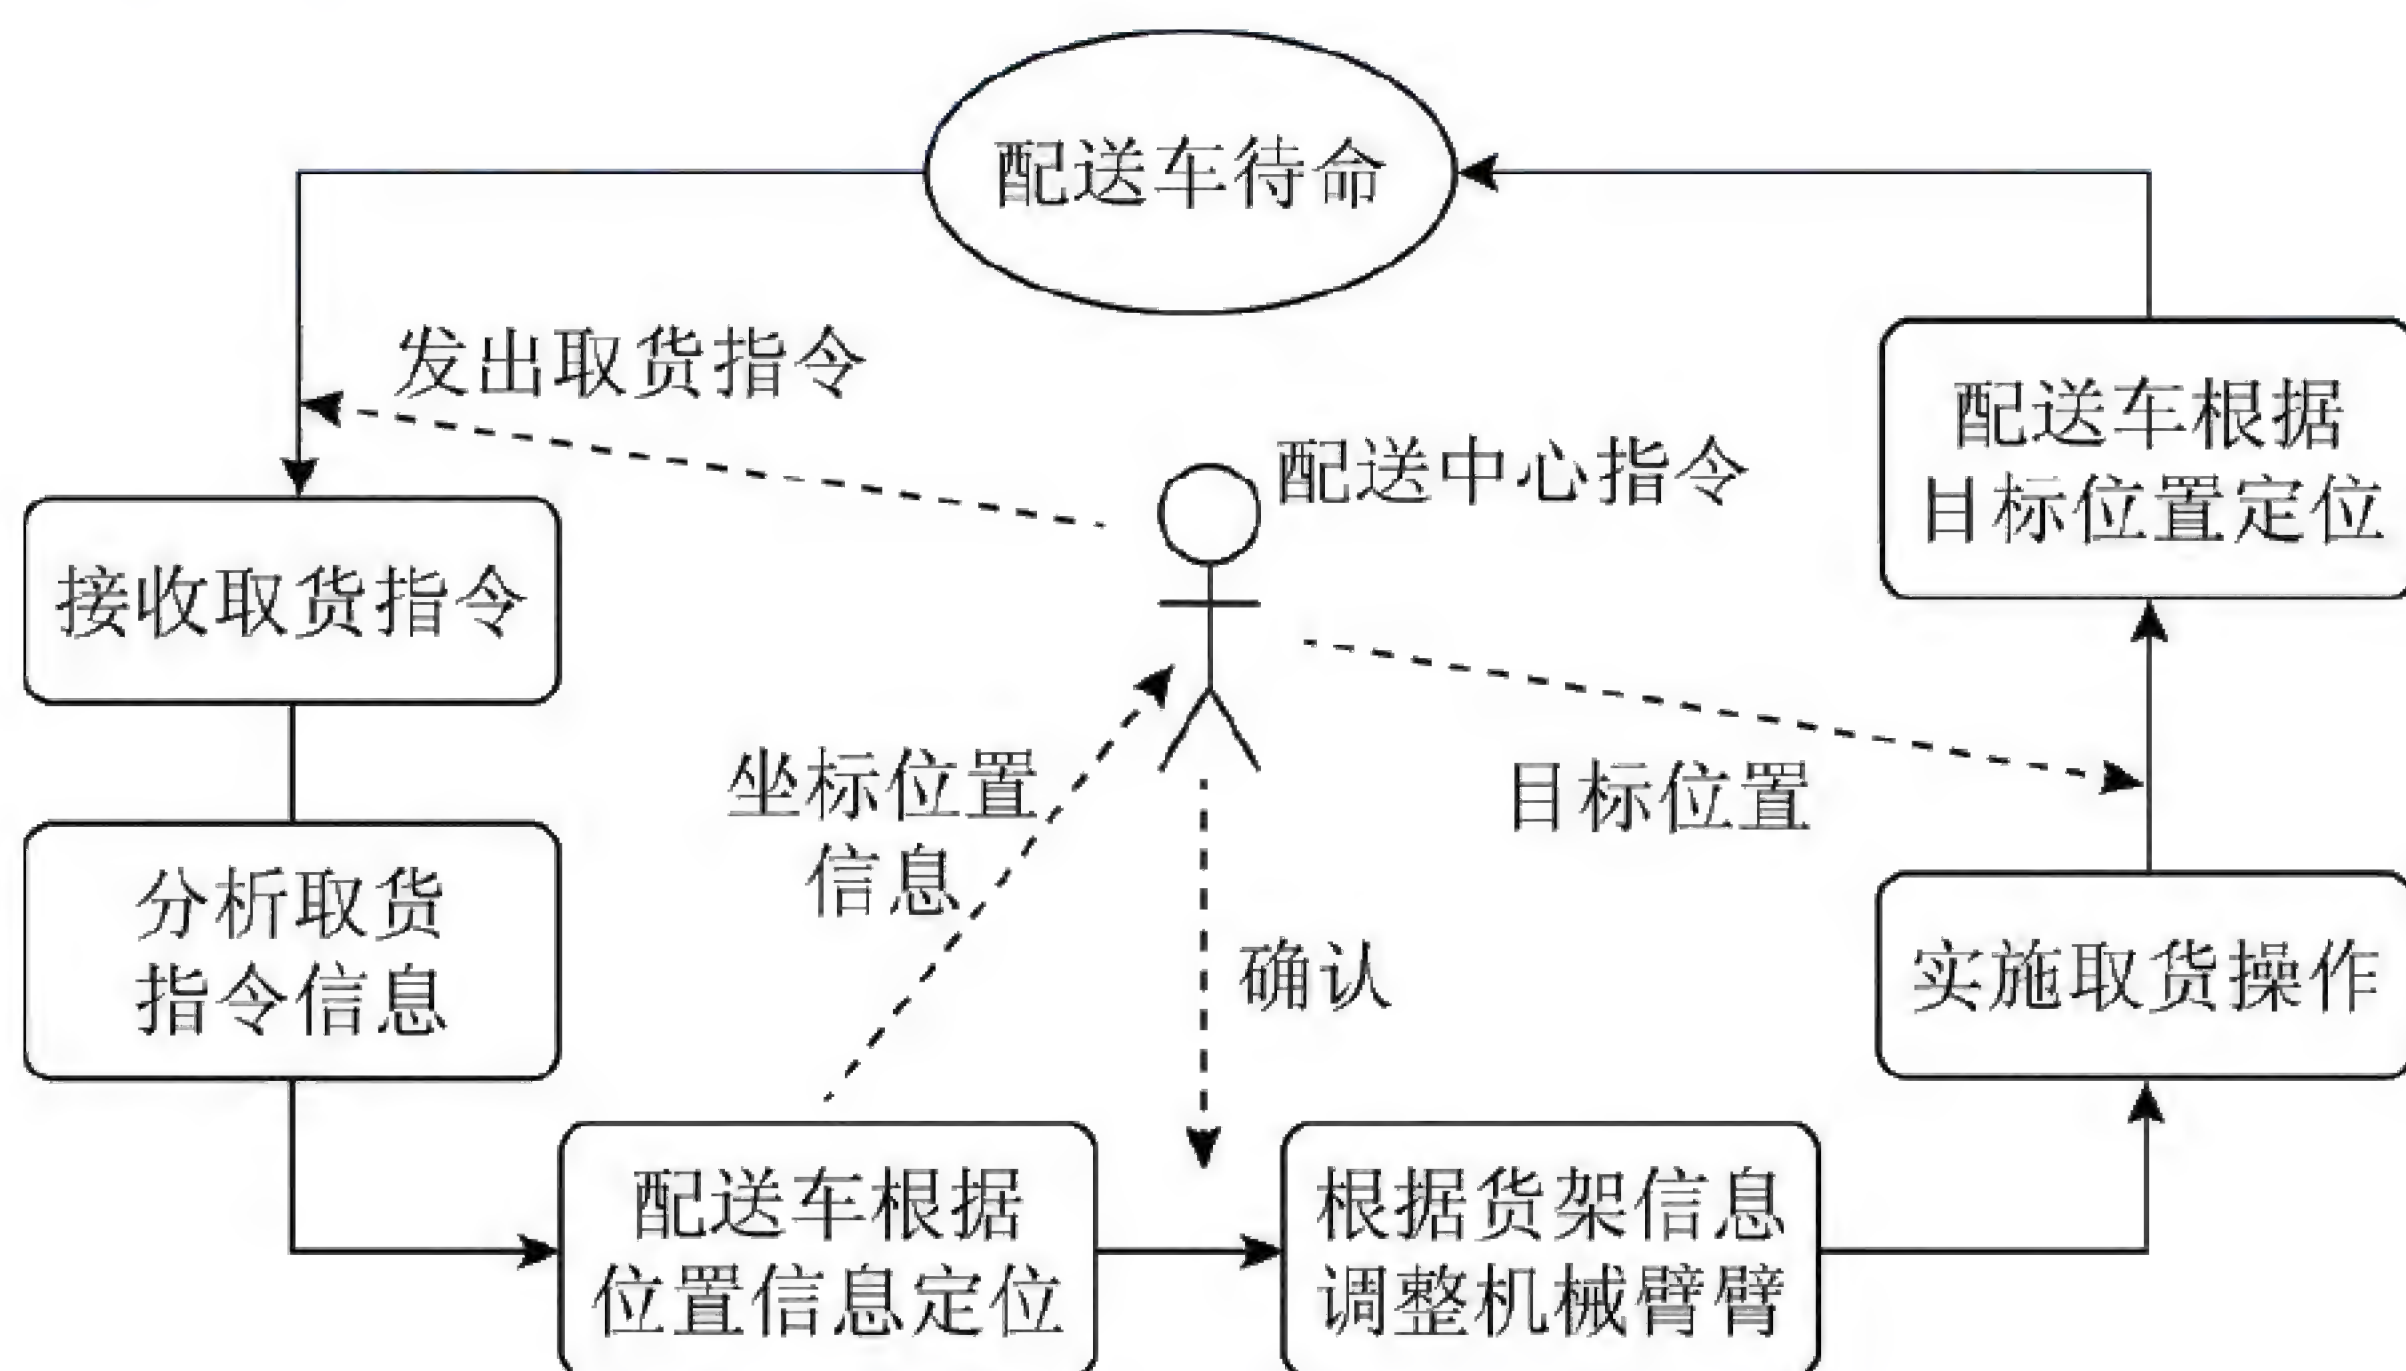 配送车待命
发出取货指令
配送中心指令
配送车根据
目标位置定位
接收取货指令
坐标位置
信息
目标位置
分析取货
指令信息
确认
实施取货操作
配送车根据
位置信息定位
根据货架信息
调整机械臂臂